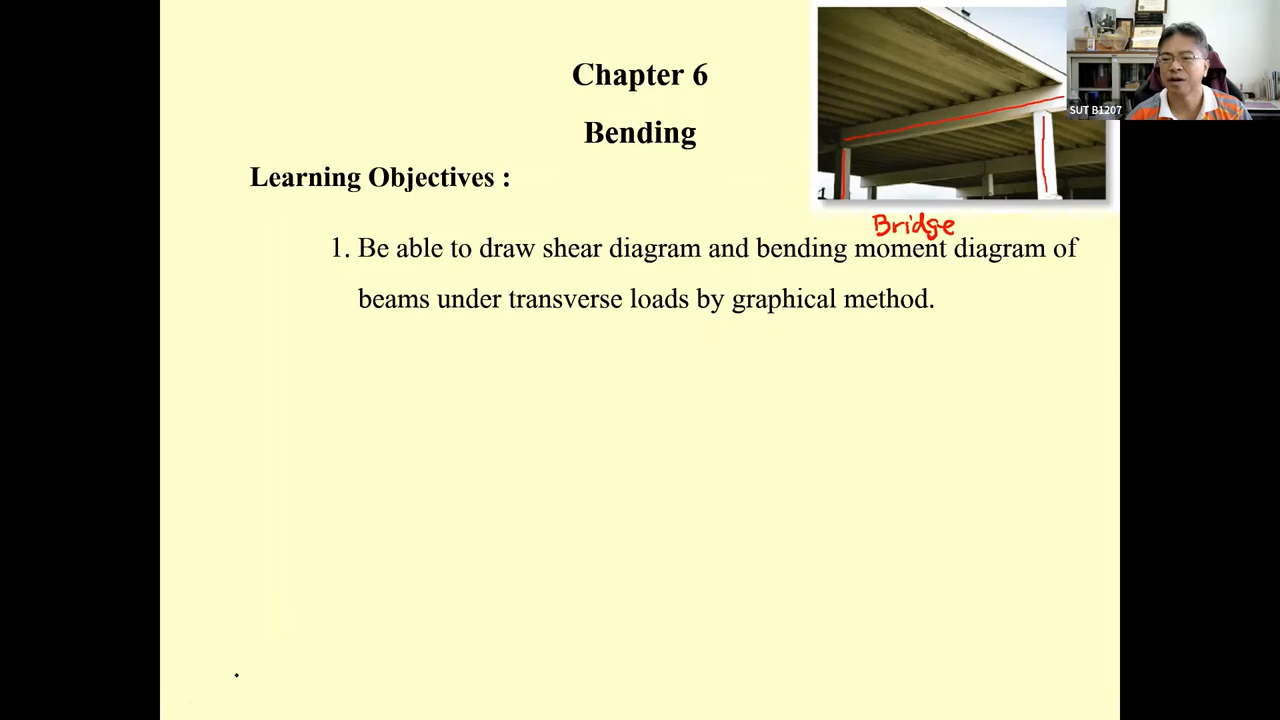 Chapter 6
Bending
SUT B1207
Learning Objectives :
Bridge
1. Be able to draw shear diagram and bending moment diagram of
beams under transverse loads by graphical method.